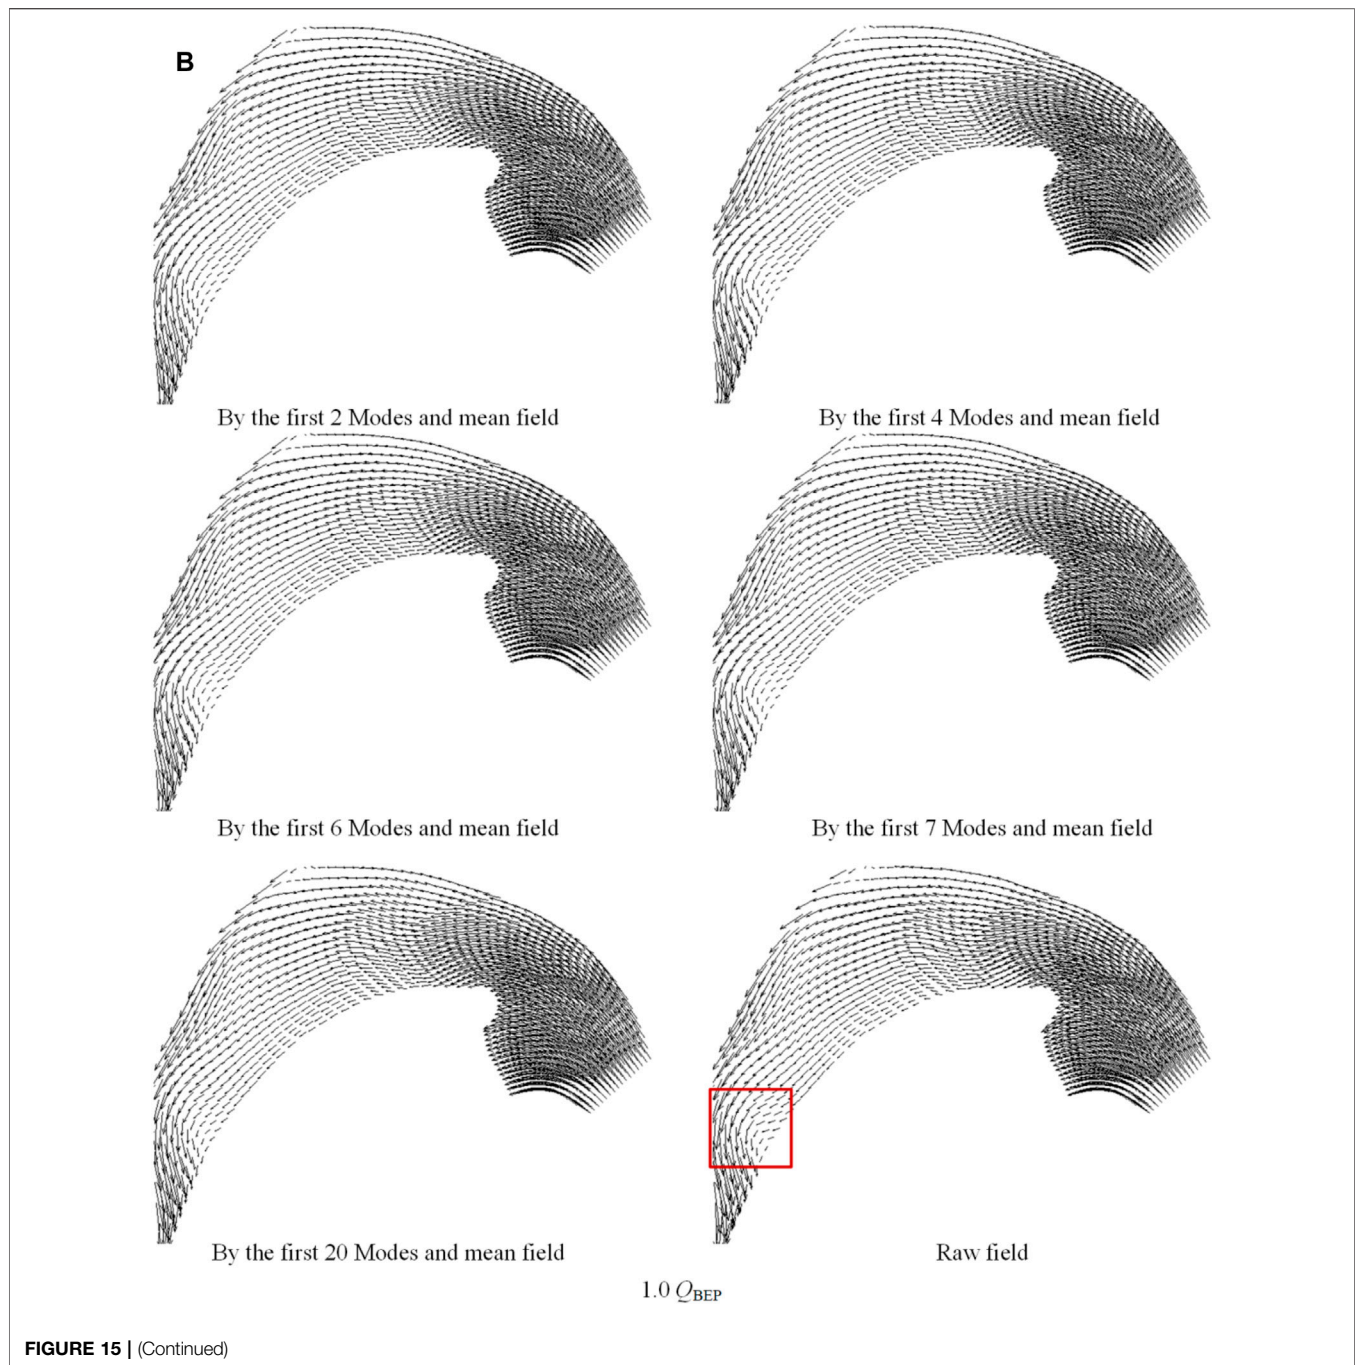 B
By the first 2 Modes and mean field
By the first 4 Modes and mean field
By the first 6 Modes and mean field
By the first 7 Modes and mean field
By the first 20 Modes and mean field
Raw field
1.0 Q_BEP
FIGURE 15 | (Continued)